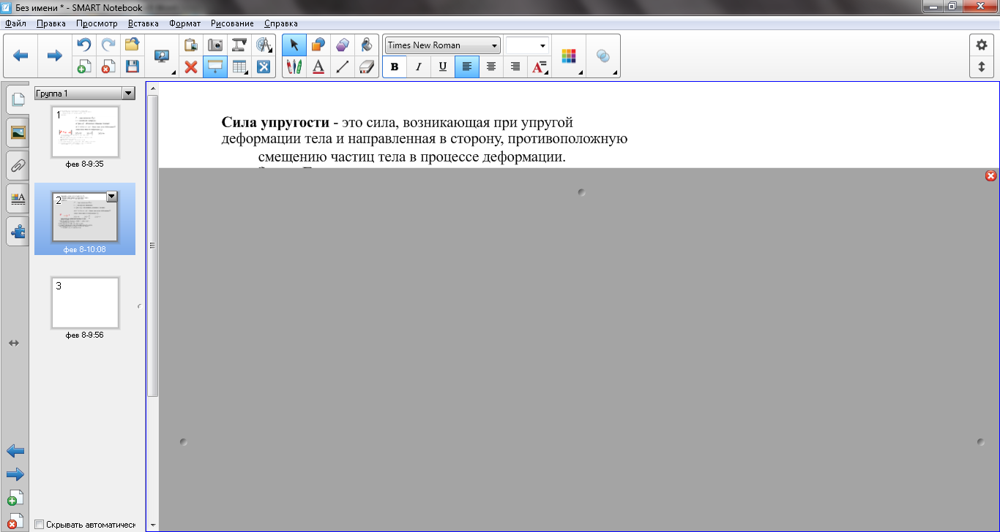 Без имени * - SMART Notebook
Файл Правка Просмотр Вставка Формат Рисование Справка
Times New Roman
B I U A
Группа 1
1
фев 8-9:35
2
фев 8-10:08
3
фев 8-9:56
Скрывать автоматическ
Сила упругости - это сила, возникающая при упругой
деформации тела и направленная в сторону, противоположную
смещению частиц тела в процессе деформации.